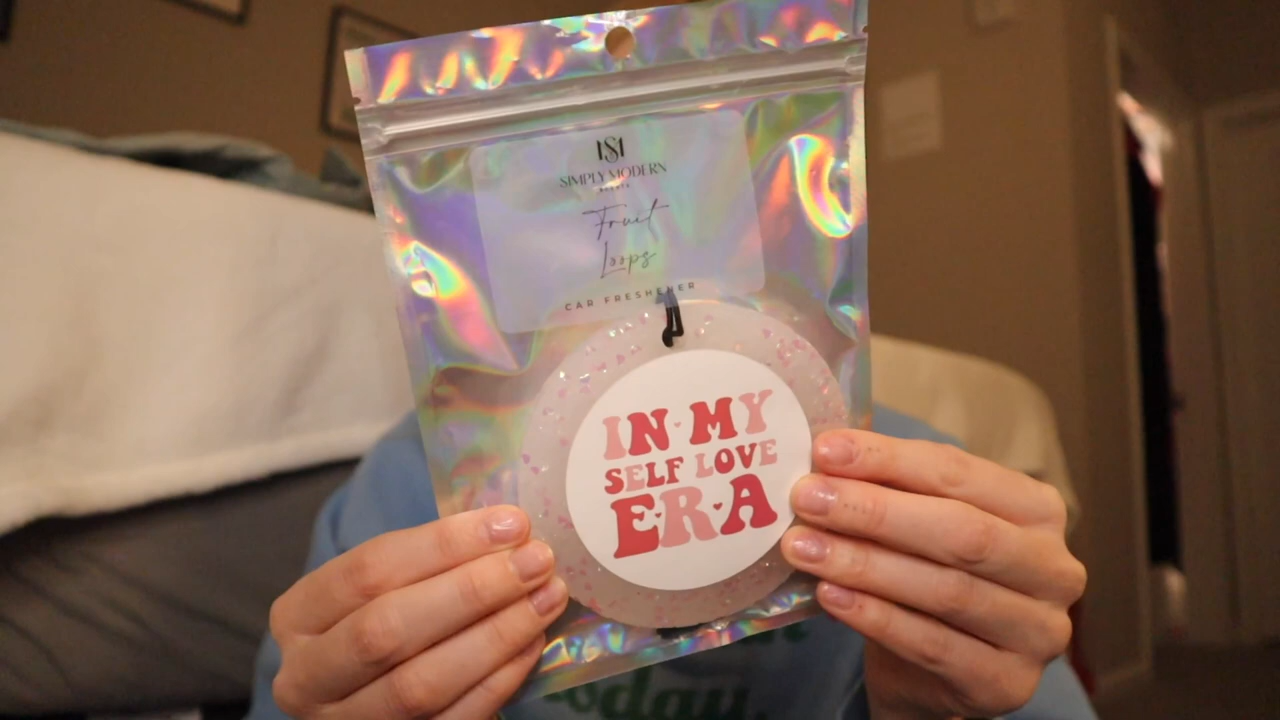 SM
SIMPLY MODERN
Fruit
Loops
CAR FRESHENER
IN MY
SELF LOVE
ERA